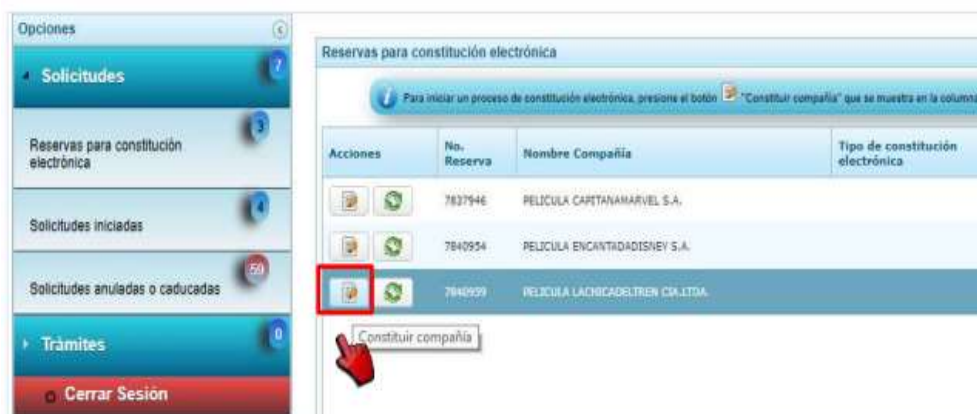 Opciones
Solicitudes
7
Reservas para constitución
electrónica
3
Solicitudes iniciadas
4
Solicitudes anuladas o caducadas
59
Tràmites
0
Cerrar Sesión
Reservas para constitución electrónica
Para iniciar un proceso de constitución electrónica, presione el botón "Constituir compañía" que se muestra en la columna
Acciones
No.
Reserva
Nombre Compañía
Tipo de constitución
electrónica
7837946 PELICULA CAPITANAMARVEL S.A.
7840954 PELICULA ENCANTADADISNEY S.A.
7840959 PELICULA LACHICADELTREN CIA.LTDA.
Constituir compañía